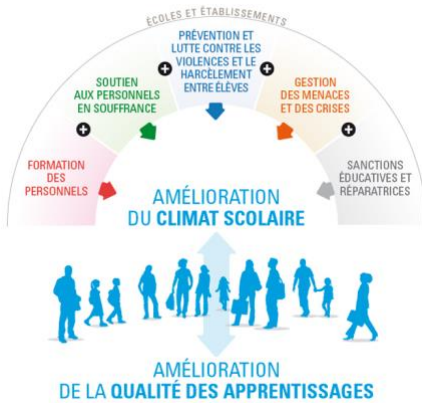 ÉCOLES ET ÉTABLISSEMENTS
FORMATION
DES
PERSONNELS
+
SOUTIEN
AUX PERSONNELS
EN SOUFFRANCE
+
PRÉVENTION ET
LUTTE CONTRE LES
VIOLENCES ET LE
HARCÈLEMENT
ENTRE ÉLÈVES
+
GESTION
DES MENACES
ET DES CRISES
+
SANCTIONS
ÉDUCATIVES ET
RÉPARATRICES
AMÉLIORATION
DU CLIMAT SCOLAIRE
AMÉLIORATION
DE LA QUALITÉ DES APPRENTISSAGES